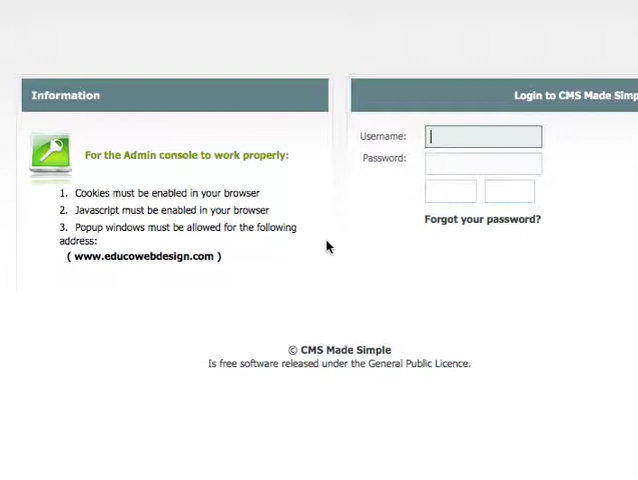 Information
For the Admin console to work properly:
1. Cookies must be enabled in your browser
2. Javascript must be enabled in your browser
3. Popup windows must be allowed for the following
address:
( www.educowebdesign.com )
Login to CMS Made Simp
Username:
Password:
Forgot your password?
© CMS Made Simple
Is free software released under the General Public Licence.